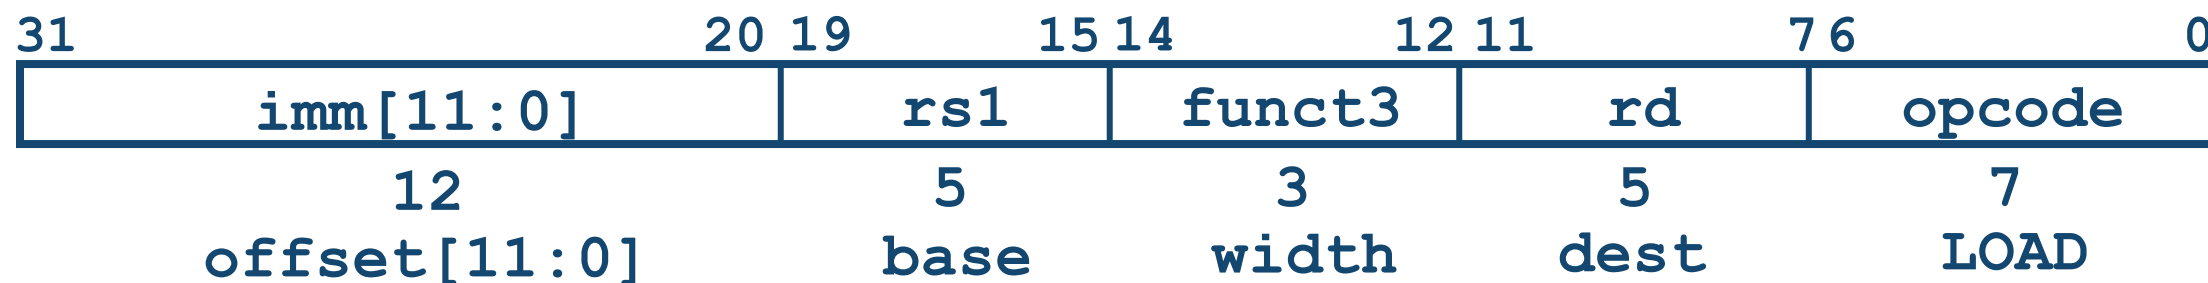 31 20 19 15 14 12 11 7 6 0
imm[11:0] rs1 funct3 rd opcode
12 5 3 5 7
offset[11:0] base width dest LOAD